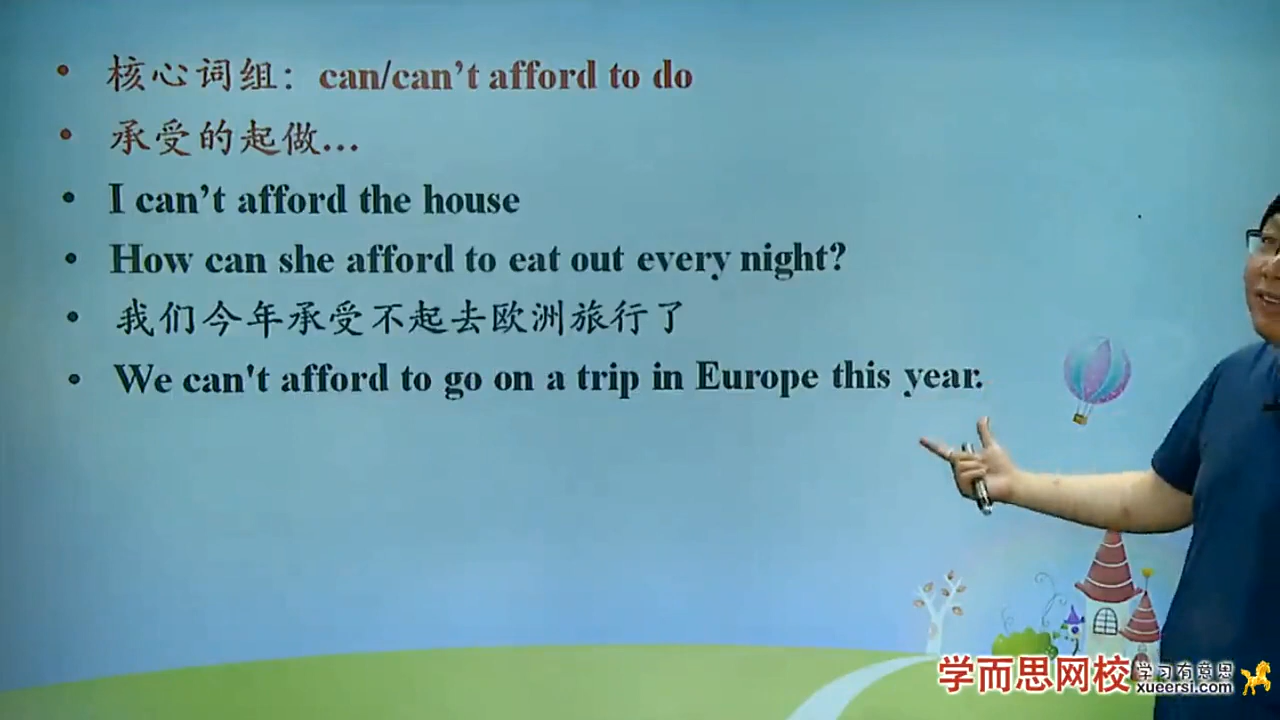 核心词组：can/can’t afford to do
承受的起做...
I can’t afford the house
How can she afford to eat out every night?
我们今年承受不起去欧洲旅行了
We can't afford to go on a trip in Europe this year.
学而思网校
学习有意思
xueersi.com